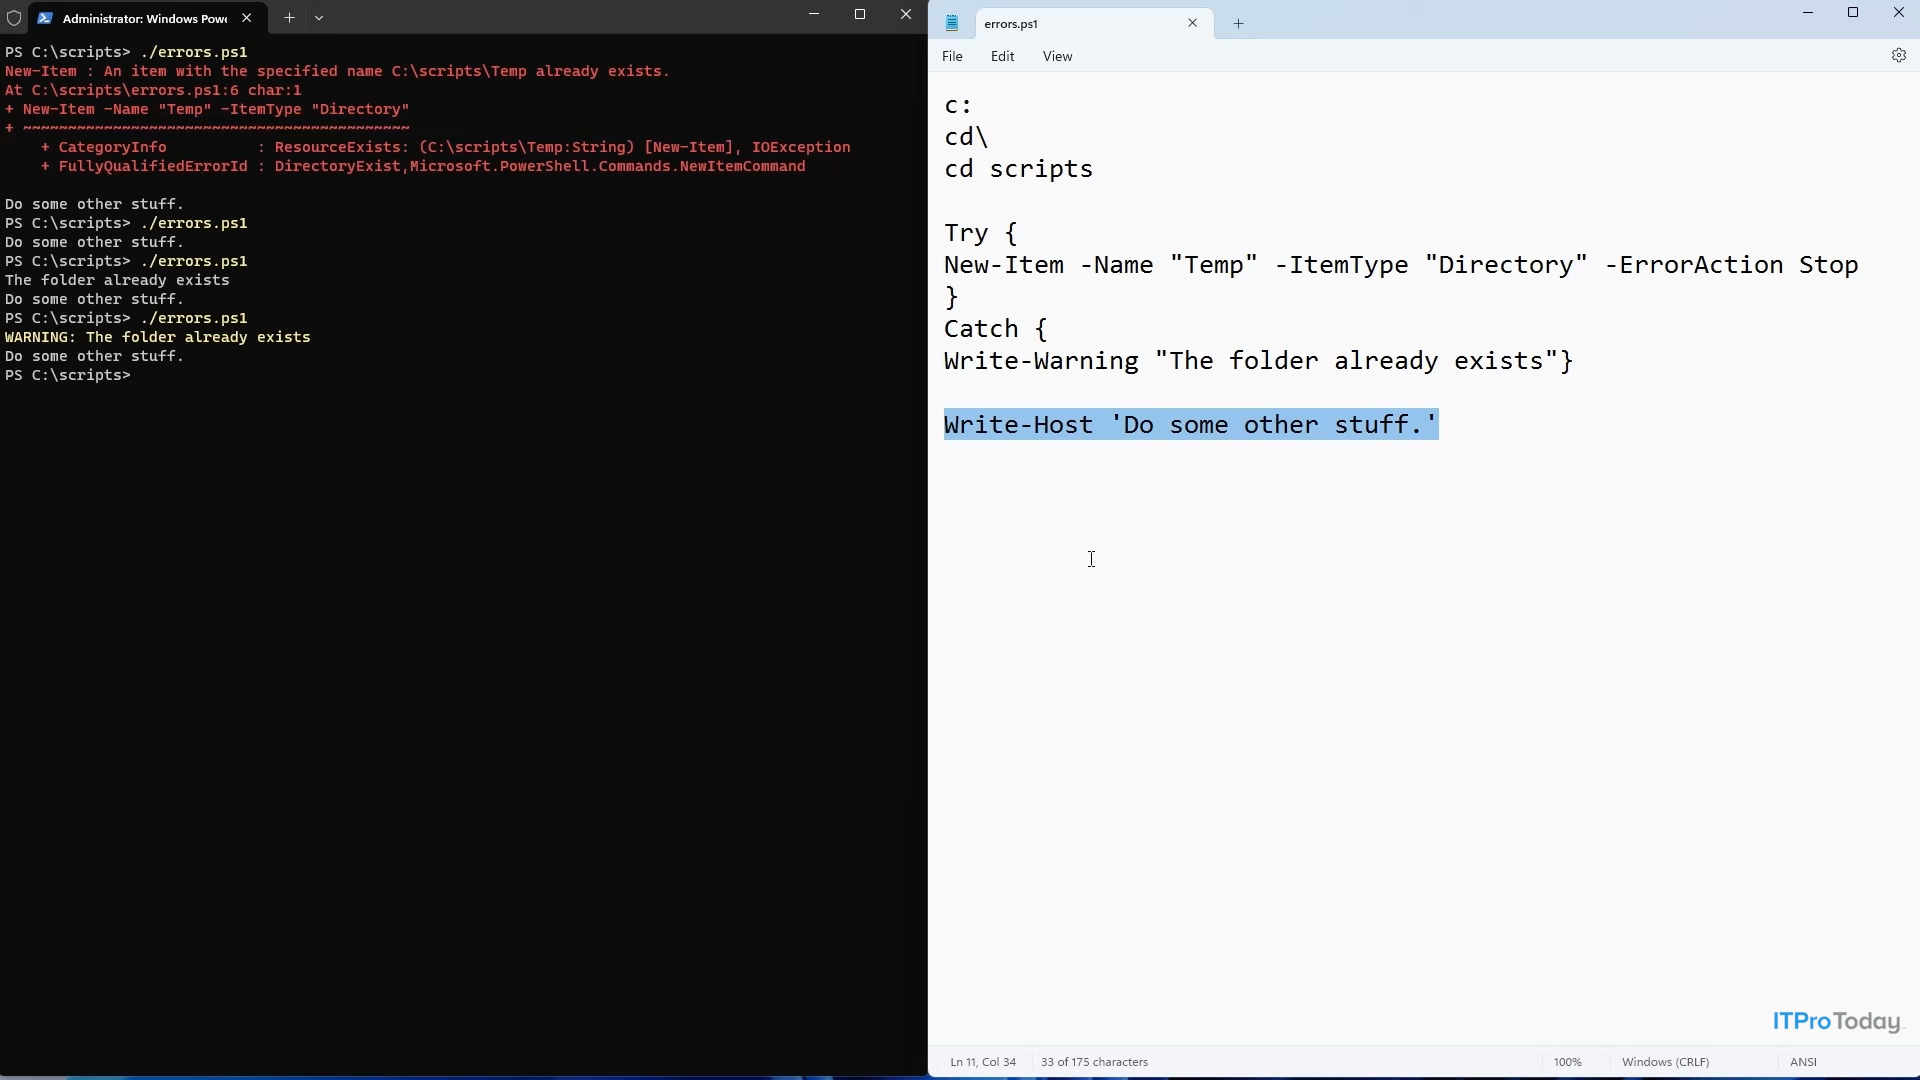 Administrator: Windows Powe
PS C:\scripts> ./errors.ps1
New-Item : An item with the specified name C:\scripts\Temp already exists.
At C:\scripts\errors.ps1:6 char:1
+ New-Item -Name "Temp" -ItemType "Directory"
+ ~~~~~~~~~~~~~~~~~~~~~~~~~~~~~~~~~~~~~~~~~~~
+ CategoryInfo          : ResourceExists: (C:\scripts\Temp:String) [New-Item], IOException
+ FullyQualifiedErrorId : DirectoryExist,Microsoft.PowerShell.Commands.NewItemCommand
Do some other stuff.
PS C:\scripts> ./errors.ps1
Do some other stuff.
PS C:\scripts> ./errors.ps1
The folder already exists
Do some other stuff.
PS C:\scripts> ./errors.ps1
WARNING: The folder already exists
Do some other stuff.
PS C:\scripts>
errors.ps1
File Edit View
c:
cd\
cd scripts
Try {
New-Item -Name "Temp" -ItemType "Directory" -ErrorAction Stop
}
Catch {
Write-Warning "The folder already exists"}
Write-Host 'Do some other stuff.'
ITProToday
Ln 11, Col 34 33 of 175 characters 100% Windows (CRLF) ANSI